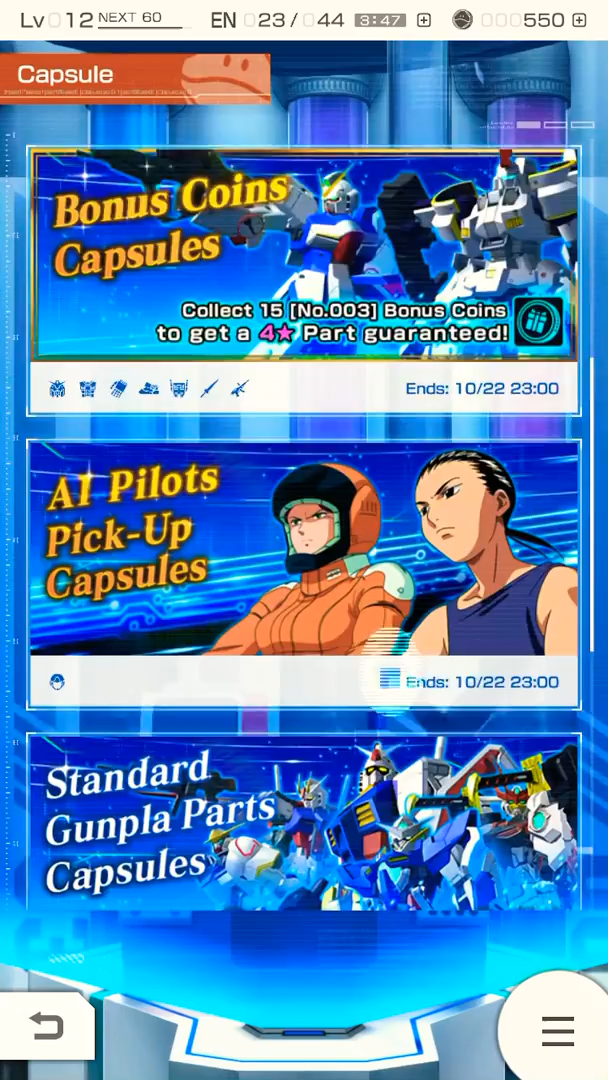 Lv 012 NEXT 60 EN 023/044 3:47 000550
Capsule
Bonus Coins
Capsules
Collect 15 [No.003] Bonus Coins
to get a 4★ Part guaranteed!
Ends: 10/22 23:00
AI Pilots
Pick-Up
Capsules
Ends: 10/22 23:00
Standard
Gunpla Parts
Capsules